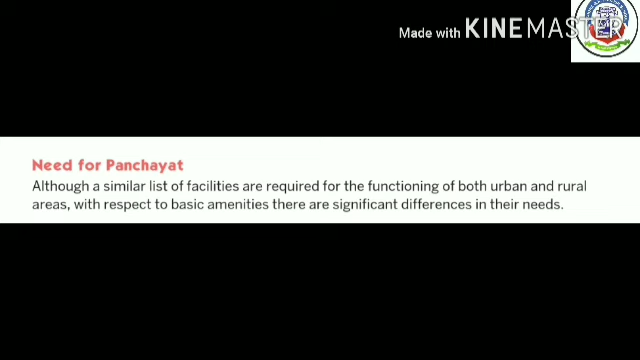 Made with KINEMASTER
Need for Panchayat
Although a similar list of facilities are required for the functioning of both urban and rural
areas, with respect to basic amenities there are significant differences in their needs.